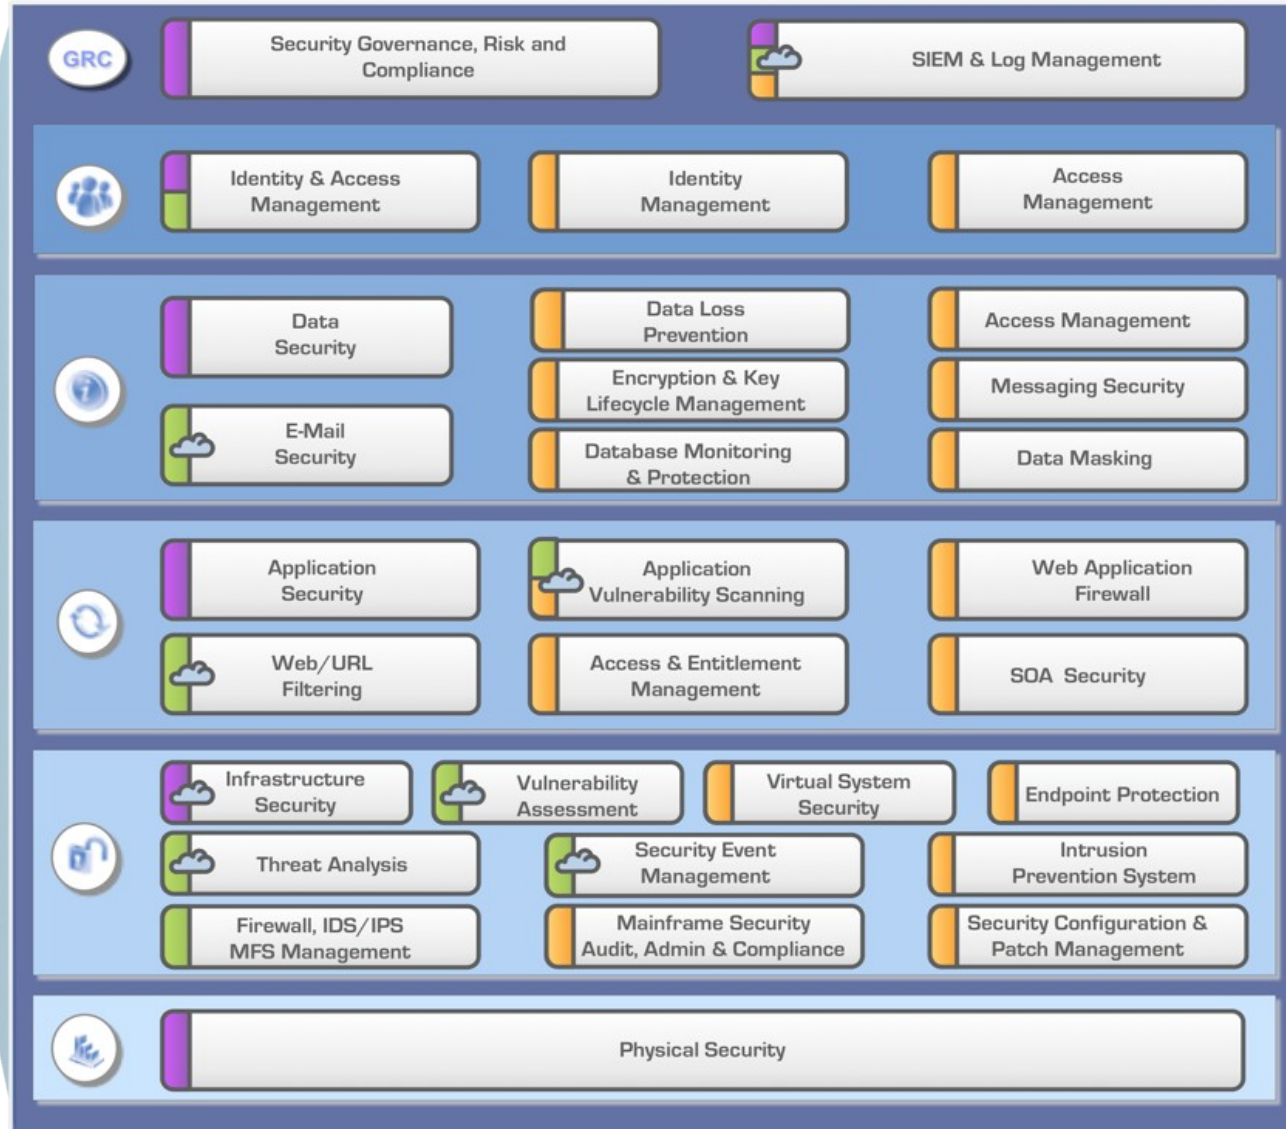 GRC
Security Governance, Risk and
Compliance
SIEM & Log Management
Identity & Access
Management
Identity
Management
Access
Management
Data
Security
Data Loss
Prevention
Access Management
Encryption & Key
Lifecycle Management
Messaging Security
E-Mail
Security
Database Monitoring
& Protection
Data Masking
Application
Security
Application
Vulnerability Scanning
Web Application
Firewall
Web/URL
Filtering
Access & Entitlement
Management
SOA Security
Infrastructure
Security
Vulnerability
Assessment
Virtual System
Security
Endpoint Protection
Threat Analysis
Security Event
Management
Intrusion
Prevention System
Firewall, IDS/IPS
MFS Management
Mainframe Security
Audit, Admin & Compliance
Security Configuration &
Patch Management
Physical Security